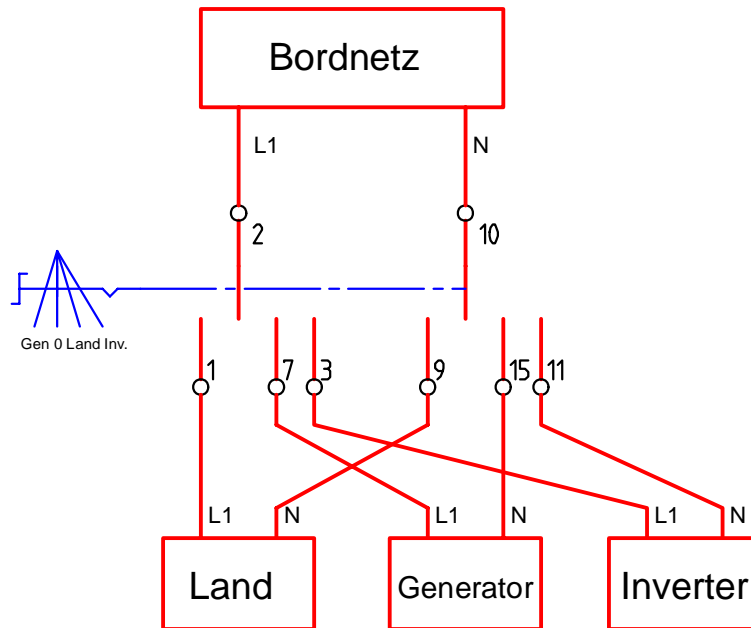 Bordnetz
L1 N
2 10
Gen 0 Land Inv.
1 7 3 9 15 11
L1 N L1 N L1 N
Land Generator Inverter